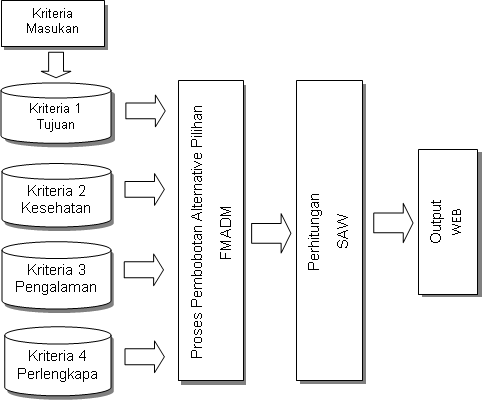 Kriteria
Masukan
Kriteria 1
Tujuan
Kriteria 2
Kesehatan
Kriteria 3
Pengalaman
Kriteria 4
Perlengkapa
Proses Pembobotan Alternative Pilihan
FMADM
Perhitungan
SAW
Output
WEB